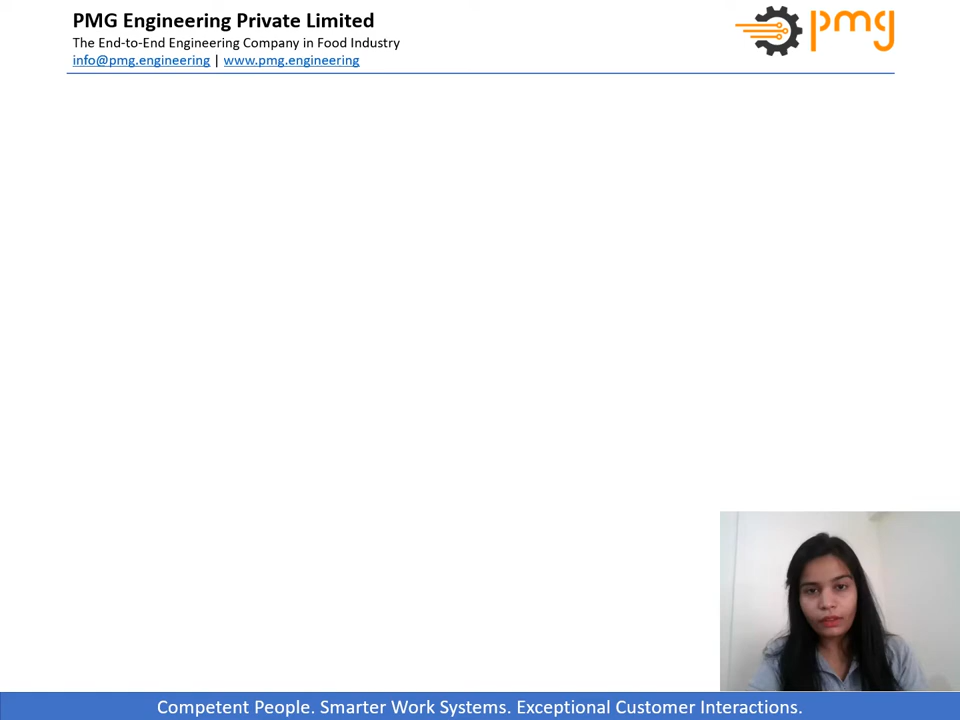 PMG Engineering Private Limited
The End-to-End Engineering Company in Food Industry
info@pmg.engineering | www.pmg.engineering
pmg
Competent People. Smarter Work Systems. Exceptional Customer Interactions.